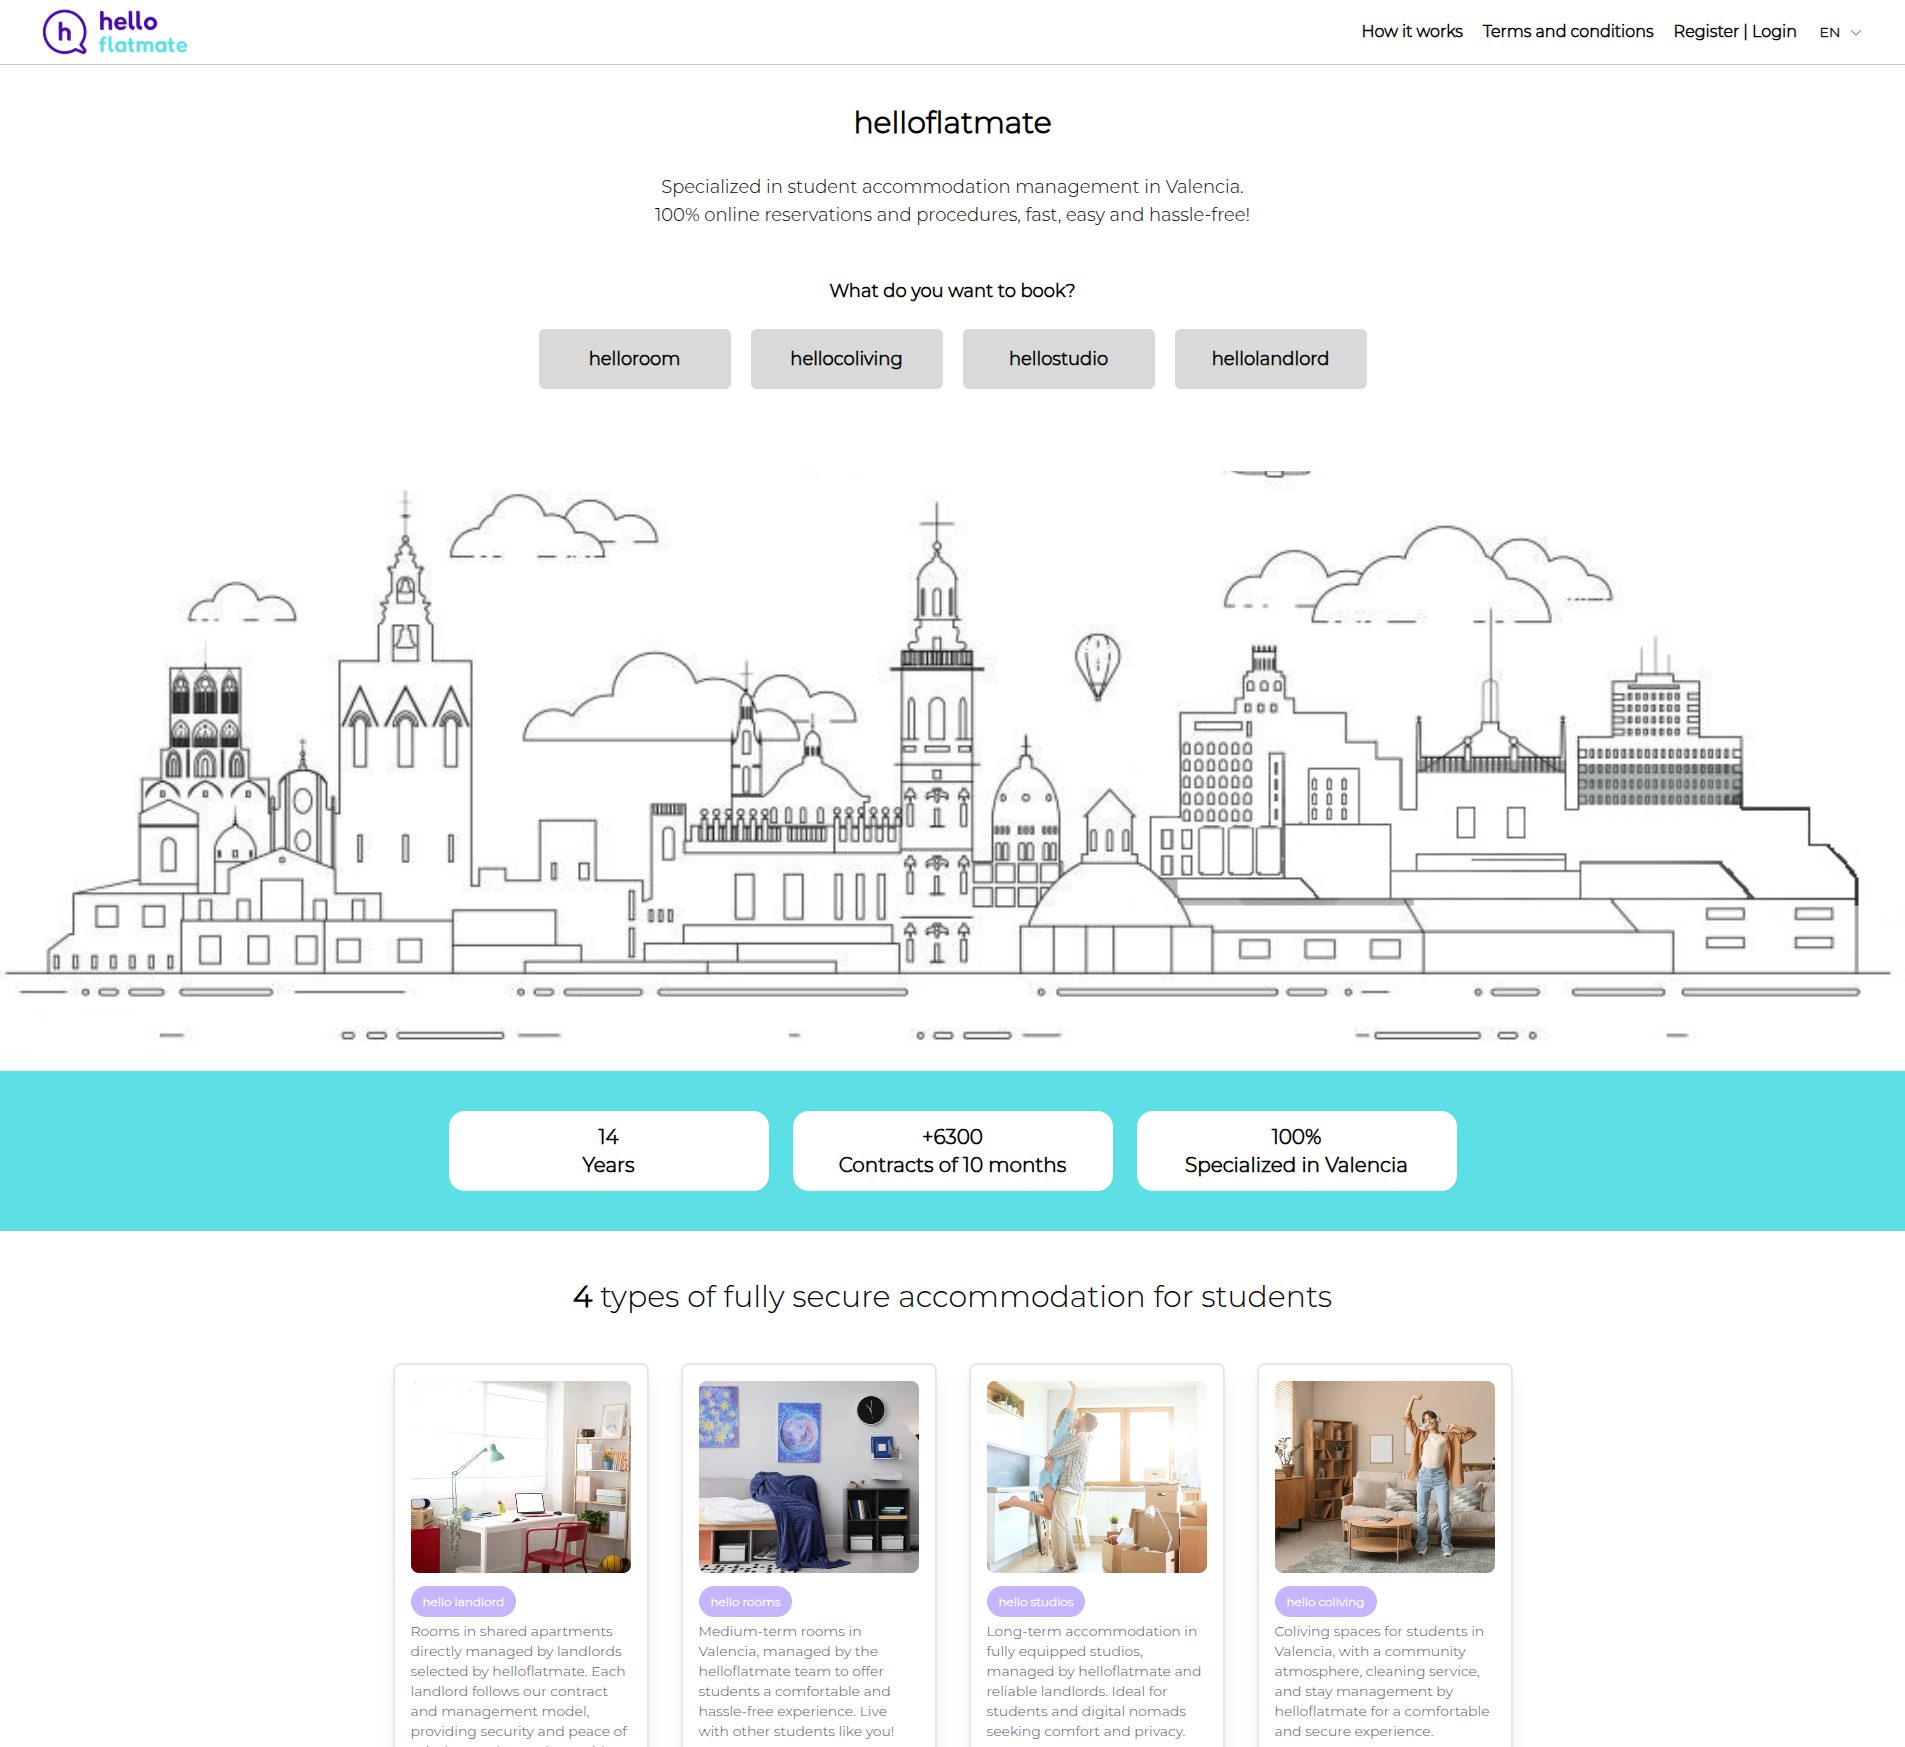 hello
flatmate
How it works
Terms and conditions
Register | Login
EN
helloflatmate
Specialized in student accommodation management in Valencia.
100% online reservations and procedures, fast, easy and hassle-free!
What do you want to book?
helloroom
hellocoliving
hellostudio
hellolandlord
14
Years
+6300
Contracts of 10 months
100%
Specialized in Valencia
4 types of fully secure accommodation for students
hello landlord
Rooms in shared apartments
directly managed by landlords
selected by helloflatmate. Each
landlord follows our contract
and management model,
providing security and peace of
hello rooms
Medium-term rooms in
Valencia, managed by the
helloflatmate team to offer
students a comfortable and
hassle-free experience. Live
with other students like you!
hello studios
Long-term accommodation in
fully equipped studios,
managed by helloflatmate and
reliable landlords. Ideal for
students and digital nomads
seeking comfort and privacy.
hello coliving
Coliving spaces for students in
Valencia, with a community
atmosphere, cleaning service,
and stay management by
helloflatmate for a comfortable
and secure experience.